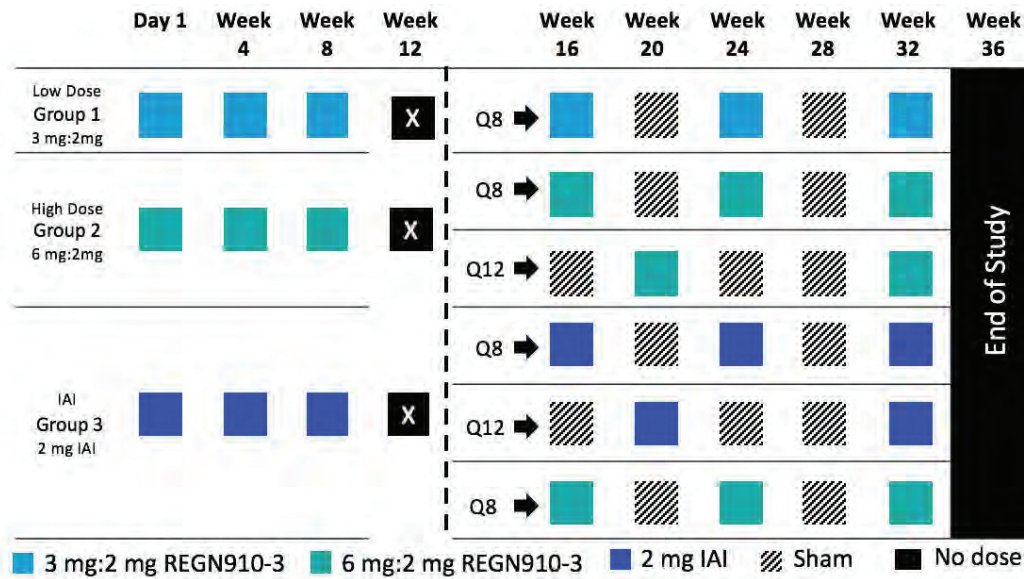 Day 1 Week Week Week Week Week Week Week Week Week
4 8 12 16 20 24 28 32 36
Low Dose
Group 1
3 mg:2mg
X
Q8
Q8
High Dose
Group 2
6 mg:2mg
X
Q12
Q8
IAI
Group 3
2 mg IAI
X
Q12
Q8
End of Study
3 mg:2 mg REGN910-3 6 mg:2 mg REGN910-3 2 mg IAI Sham No dose